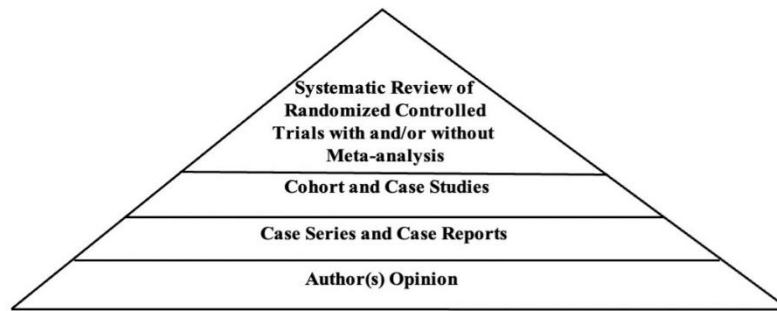 Systematic Review of
Randomized Controlled
Trials with and/or without
Meta-analysis
Cohort and Case Studies
Case Series and Case Reports
Author(s) Opinion